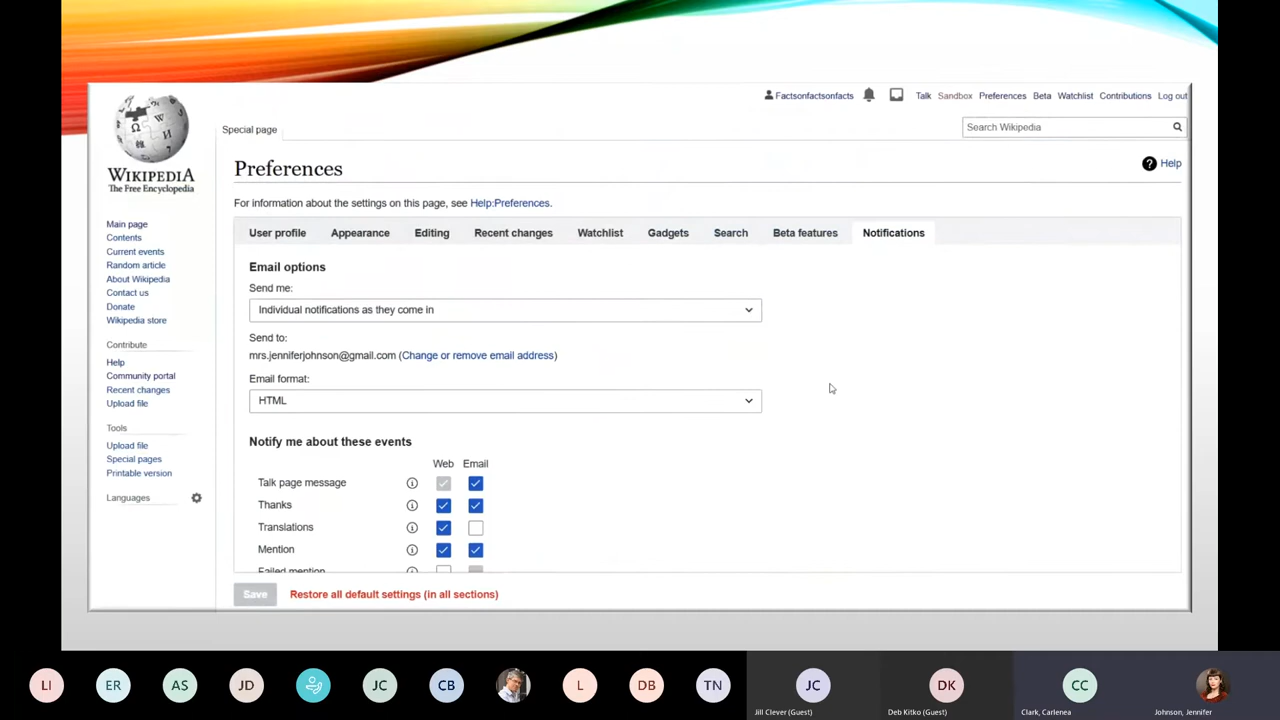 Factsonfactsonfacts Talk Sandbox Preferences Beta Watchlist Contributions Log out
Special page
Search Wikipedia
WIKIPEDIA
The Free Encyclopedia
Main page
Contents
Current events
Random article
About Wikipedia
Contact us
Donate
Wikipedia store
Contribute
Help
Community portal
Recent changes
Upload file
Tools
Upload file
Special pages
Printable version
Languages
Preferences
? Help
For information about the settings on this page, see Help:Preferences.
User profile Appearance Editing Recent changes Watchlist Gadgets Search Beta features Notifications
Email options
Send me:
Individual notifications as they come in
Send to:
mrs.jenniferjohnson@gmail.com (Change or remove email address)
Email format:
HTML
Notify me about these events
Web Email
Talk page message
Thanks
Translations
Mention
Failed mention
Save Restore all default settings (in all sections)
LI ER AS JD JC CB L DB TN JC DK CC
Jill Clever (Guest) Deb Kitko (Guest) Clark, Carlenea Johnson, Jennifer